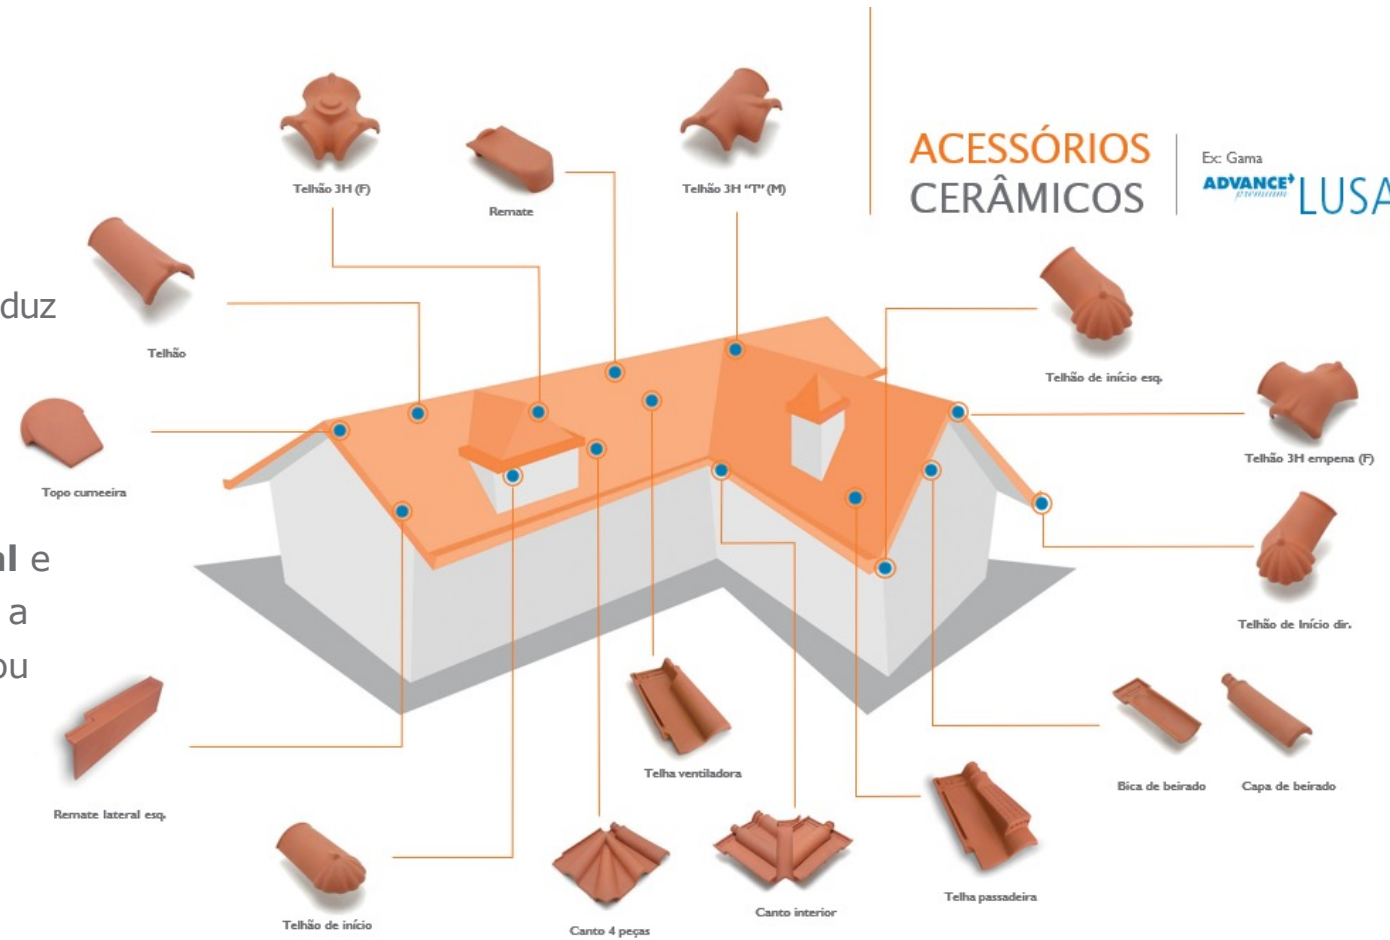 ACESSÓRIOS
CERÂMICOS
Ex: Gama
ADVANCE+
premium
LUSA
Telhão 3H (F)
Remate
Telhão 3H "T" (M)
duz
Telhão
Telhão de início esq.
Topo cumeeira
Telhão 3H empena (F)
al e
a
ou
Telhão de Início dir.
Remate lateral esq.
Telha ventiladora
Bica de beirado
Capa de beirado
Telhão de início
Canto 4 peças
Canto interior
Telha passadeira